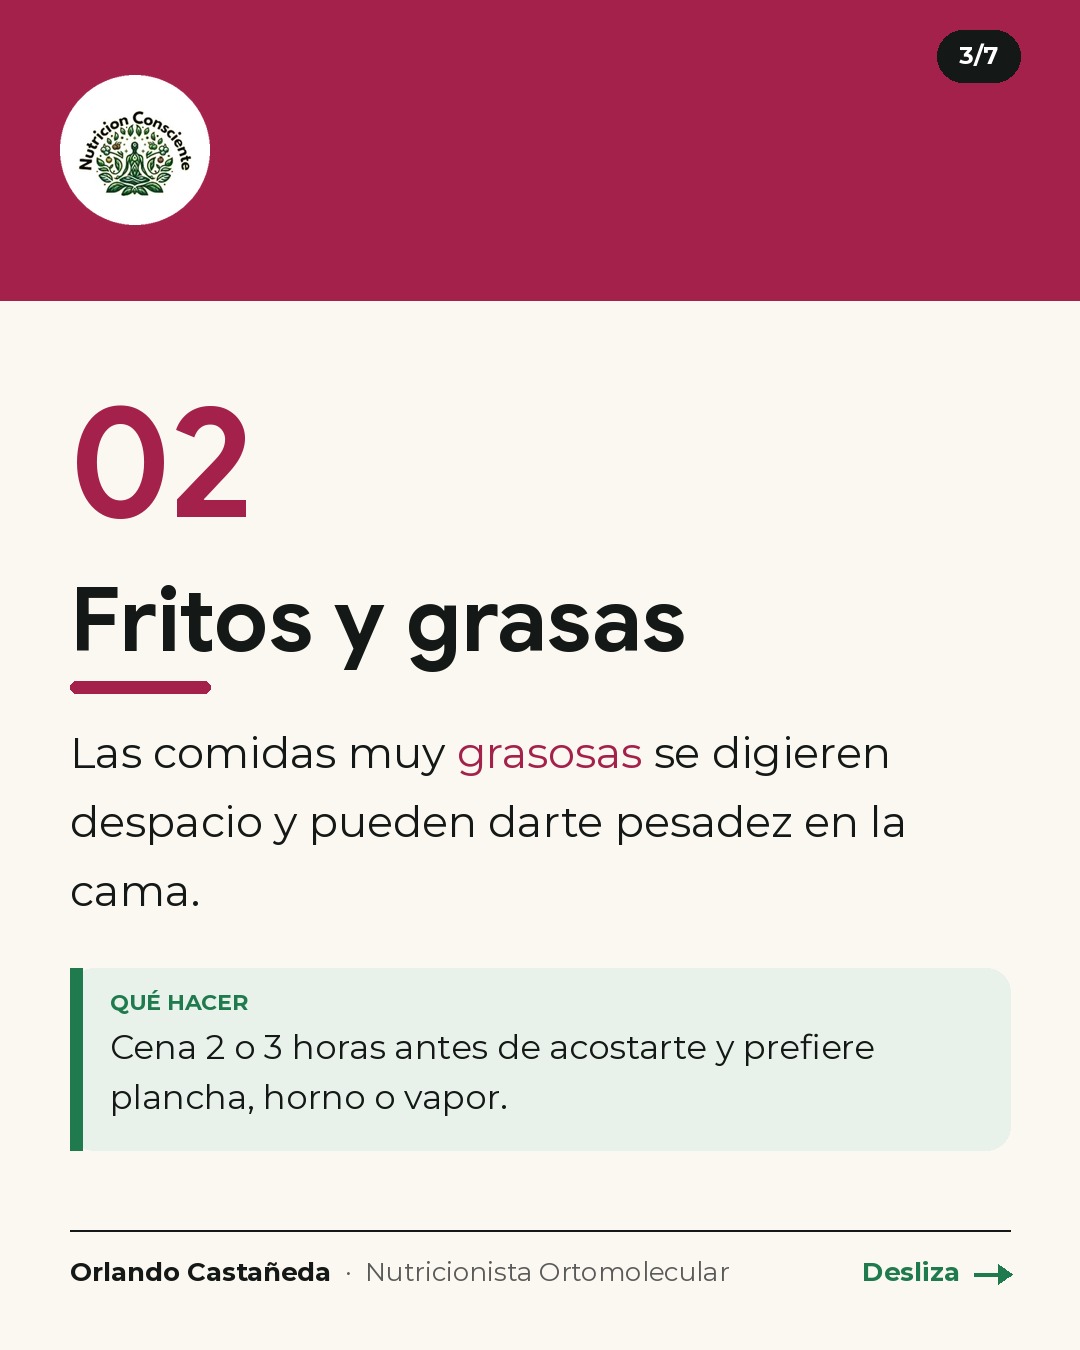 3/7
Nutricion Consciente
02
Fritos y grasas
Las comidas muy grasosas se digieren
despacio y pueden darte pesadez en la
cama.
QUÉ HACER
Cena 2 o 3 horas antes de acostarte y prefiere
plancha, horno o vapor.
Orlando Castañeda · Nutricionista Ortomolecular
Desliza →